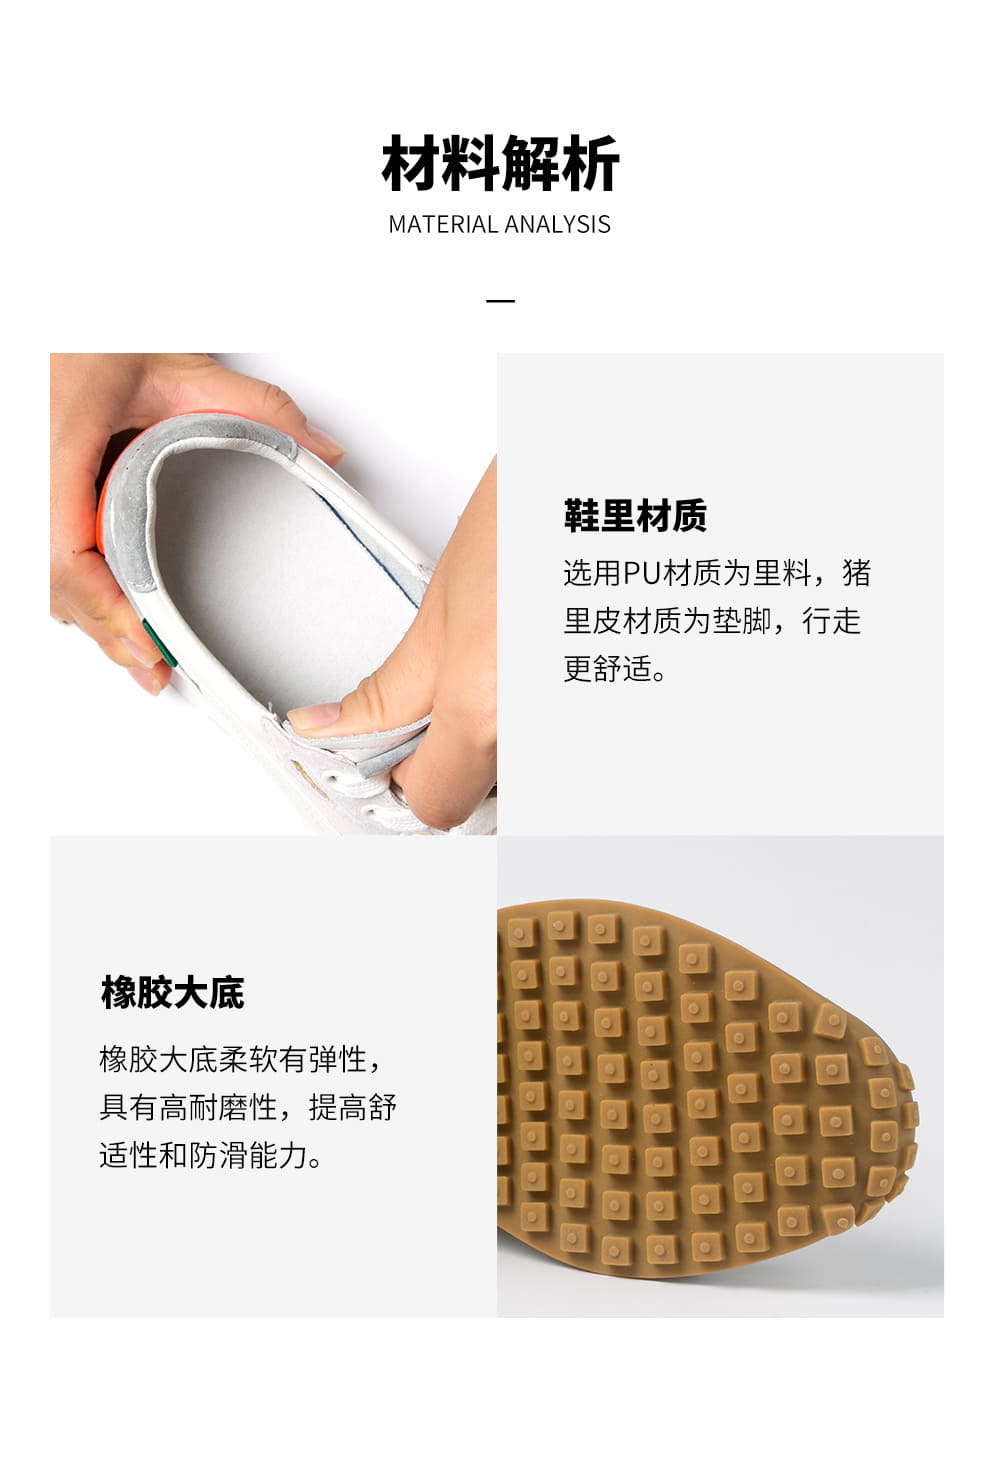 材料解析
MATERIAL ANALYSIS
鞋里材质
选用PU材质为里料，猪
里皮材质为垫脚，行走
更舒适。
橡胶大底
橡胶大底柔软有弹性，
具有高耐磨性，提高舒
适性和防滑能力。